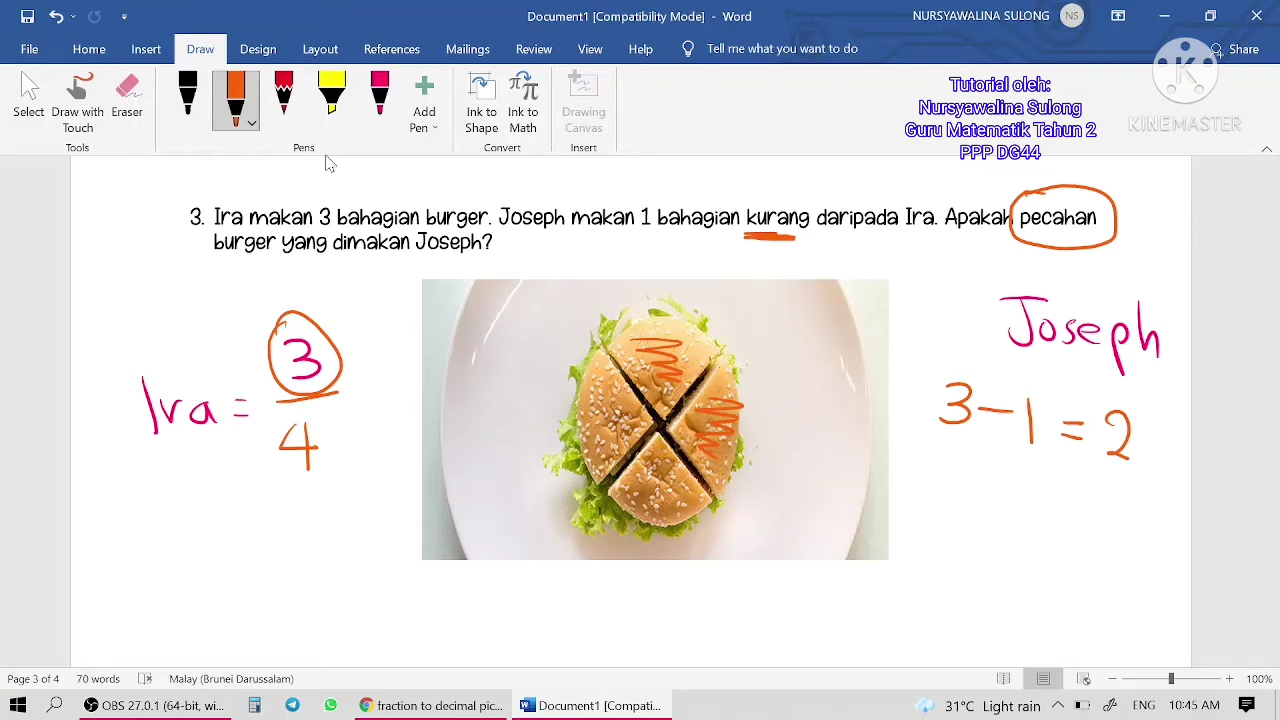 Document1 [Compatibility Mode] - Word
NURSYAWALINA SULONG
NS
File
Home
Insert
Draw
Design
Layout
References
Mailings
Review
View
Help
Tell me what you want to do
Share
Select
Draw with Touch
Eraser
Add Pen
Ink to Shape
Ink to Math
Drawing Canvas
Tools
Pens
Convert
Insert
Tutorial oleh:
Nursyawalina Sulong
Guru Matematik Tahun 2
PPP DG44
K
KINEMASTER
3. Ira makan 3 bahagian burger. Joseph makan 1 bahagian kurang daripada Ira. Apakah pecahan
burger yang dimakan Joseph?
Ira = 3
4
Joseph
3 - 1 = 2
Page 3 of 4
70 words
Malay (Brunei Darussalam)
100%
OBS 27.0.1 (64-bit, wi...
fraction to decimal pic...
Document1 [Compati...
31°C Light rain
10:45 AM